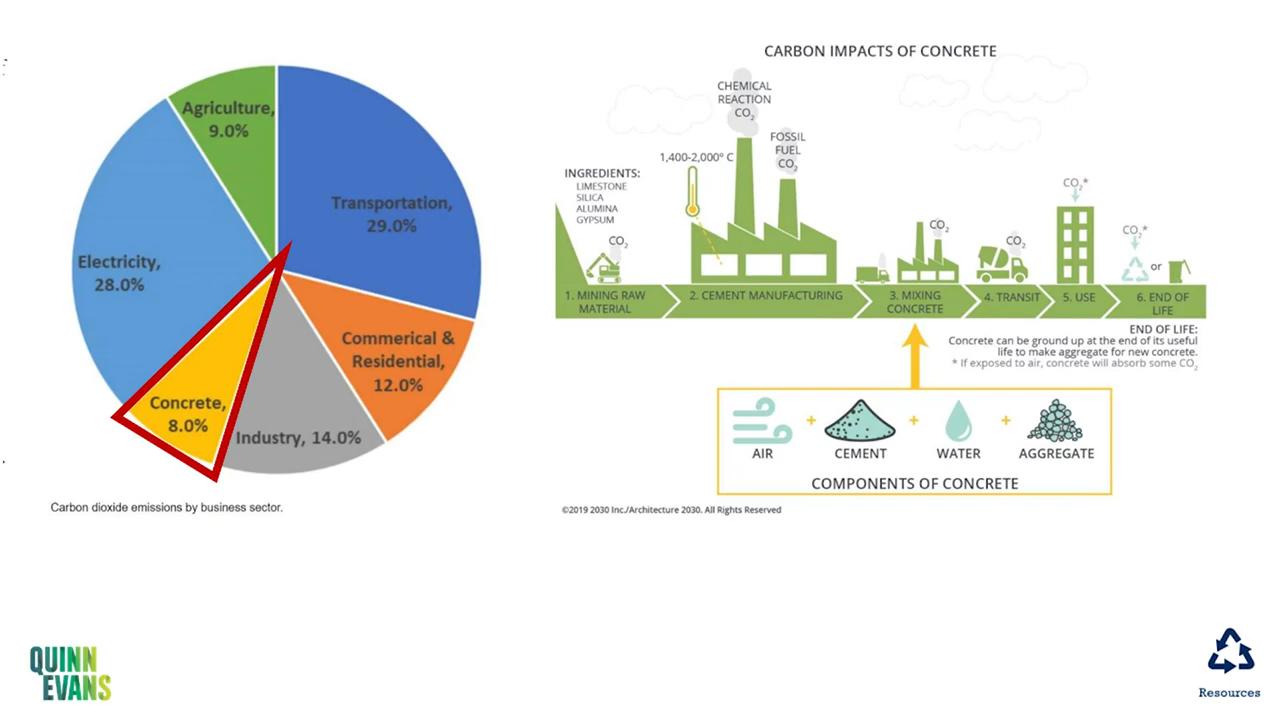 Agriculture,
9.0%
Transportation,
29.0%
Electricity,
28.0%
Commerical &
Residential,
12.0%
Concrete,
8.0%
Industry, 14.0%
Carbon dioxide emissions by business sector.
CARBON IMPACTS OF CONCRETE
CHEMICAL
REACTION
CO₂
FOSSIL
FUEL
CO₂
1,400-2,000° C
INGREDIENTS:
LIMESTONE
SILICA
ALUMINA
GYPSUM
CO₂
CO₂
CO₂
CO₂*
CO₂*
or
1. MINING RAW
MATERIAL
2. CEMENT MANUFACTURING
3. MIXING
CONCRETE
4. TRANSIT
5. USE
6. END OF
LIFE
END OF LIFE:
Concrete can be ground up at the end of its useful
life to make aggregate for new concrete.
* If exposed to air, concrete will absorb some CO₂
AIR
+
CEMENT
+
WATER
+
AGGREGATE
COMPONENTS OF CONCRETE
©2019 2030 Inc./Architecture 2030. All Rights Reserved
QUINN
EVANS
Resources